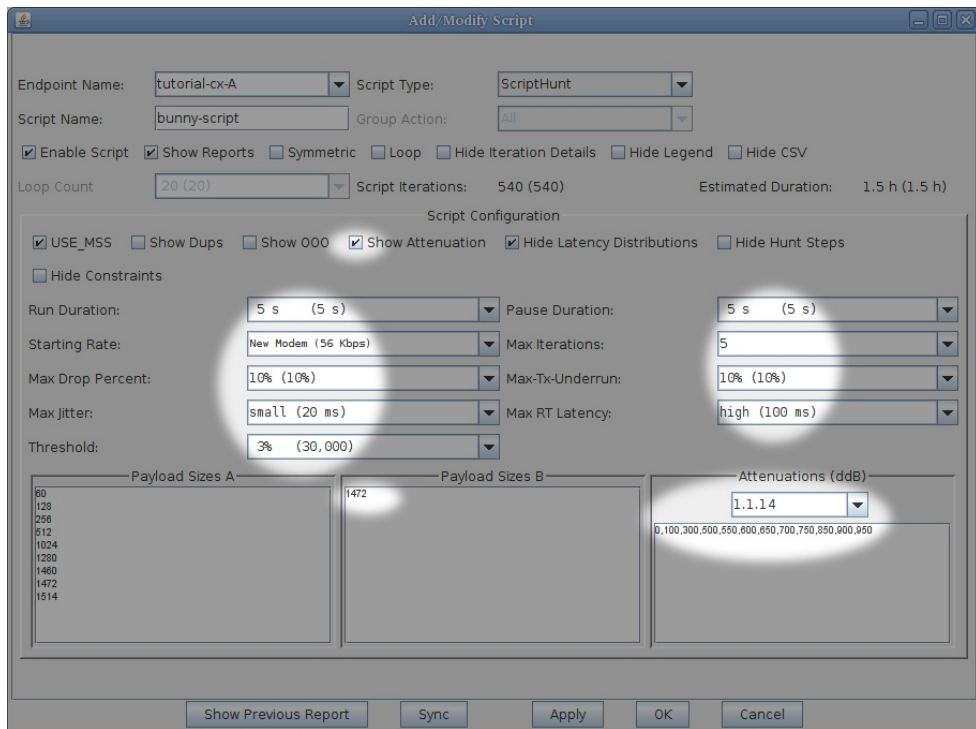 Add/Modify Script
Endpoint Name: tutorial-cx-A Script Type: ScriptHunt
Script Name: bunny-script Group Action: All
Enable Script Show Reports Symmetric Loop Hide Iteration Details Hide Legend Hide CSV
Loop Count 20 (20) Script Iterations: 540 (540) Estimated Duration: 1.5 h (1.5 h)
Script Configuration
USE_MSS Show Dups Show OOO Show Attenuation Hide Latency Distributions Hide Hunt Steps
Hide Constraints
Run Duration: 5 s (5 s) Pause Duration: 5 s (5 s)
Starting Rate: New Modem (56 Kbps) Max Iterations: 5
Max Drop Percent: 10% (10%) Max-Tx-Underrun: 10% (10%)
Max Jitter: small (20 ms) Max RT Latency: high (100 ms)
Threshold: 3% (30,000)
Payload Sizes A Payload Sizes B Attenuations (ddB)
60
128
256
512
1024
1280
1460
1472
1514
1472
1.1.14
0,100,300,500,550,600,650,700,750,850,900,950
Show Previous Report Sync Apply OK Cancel